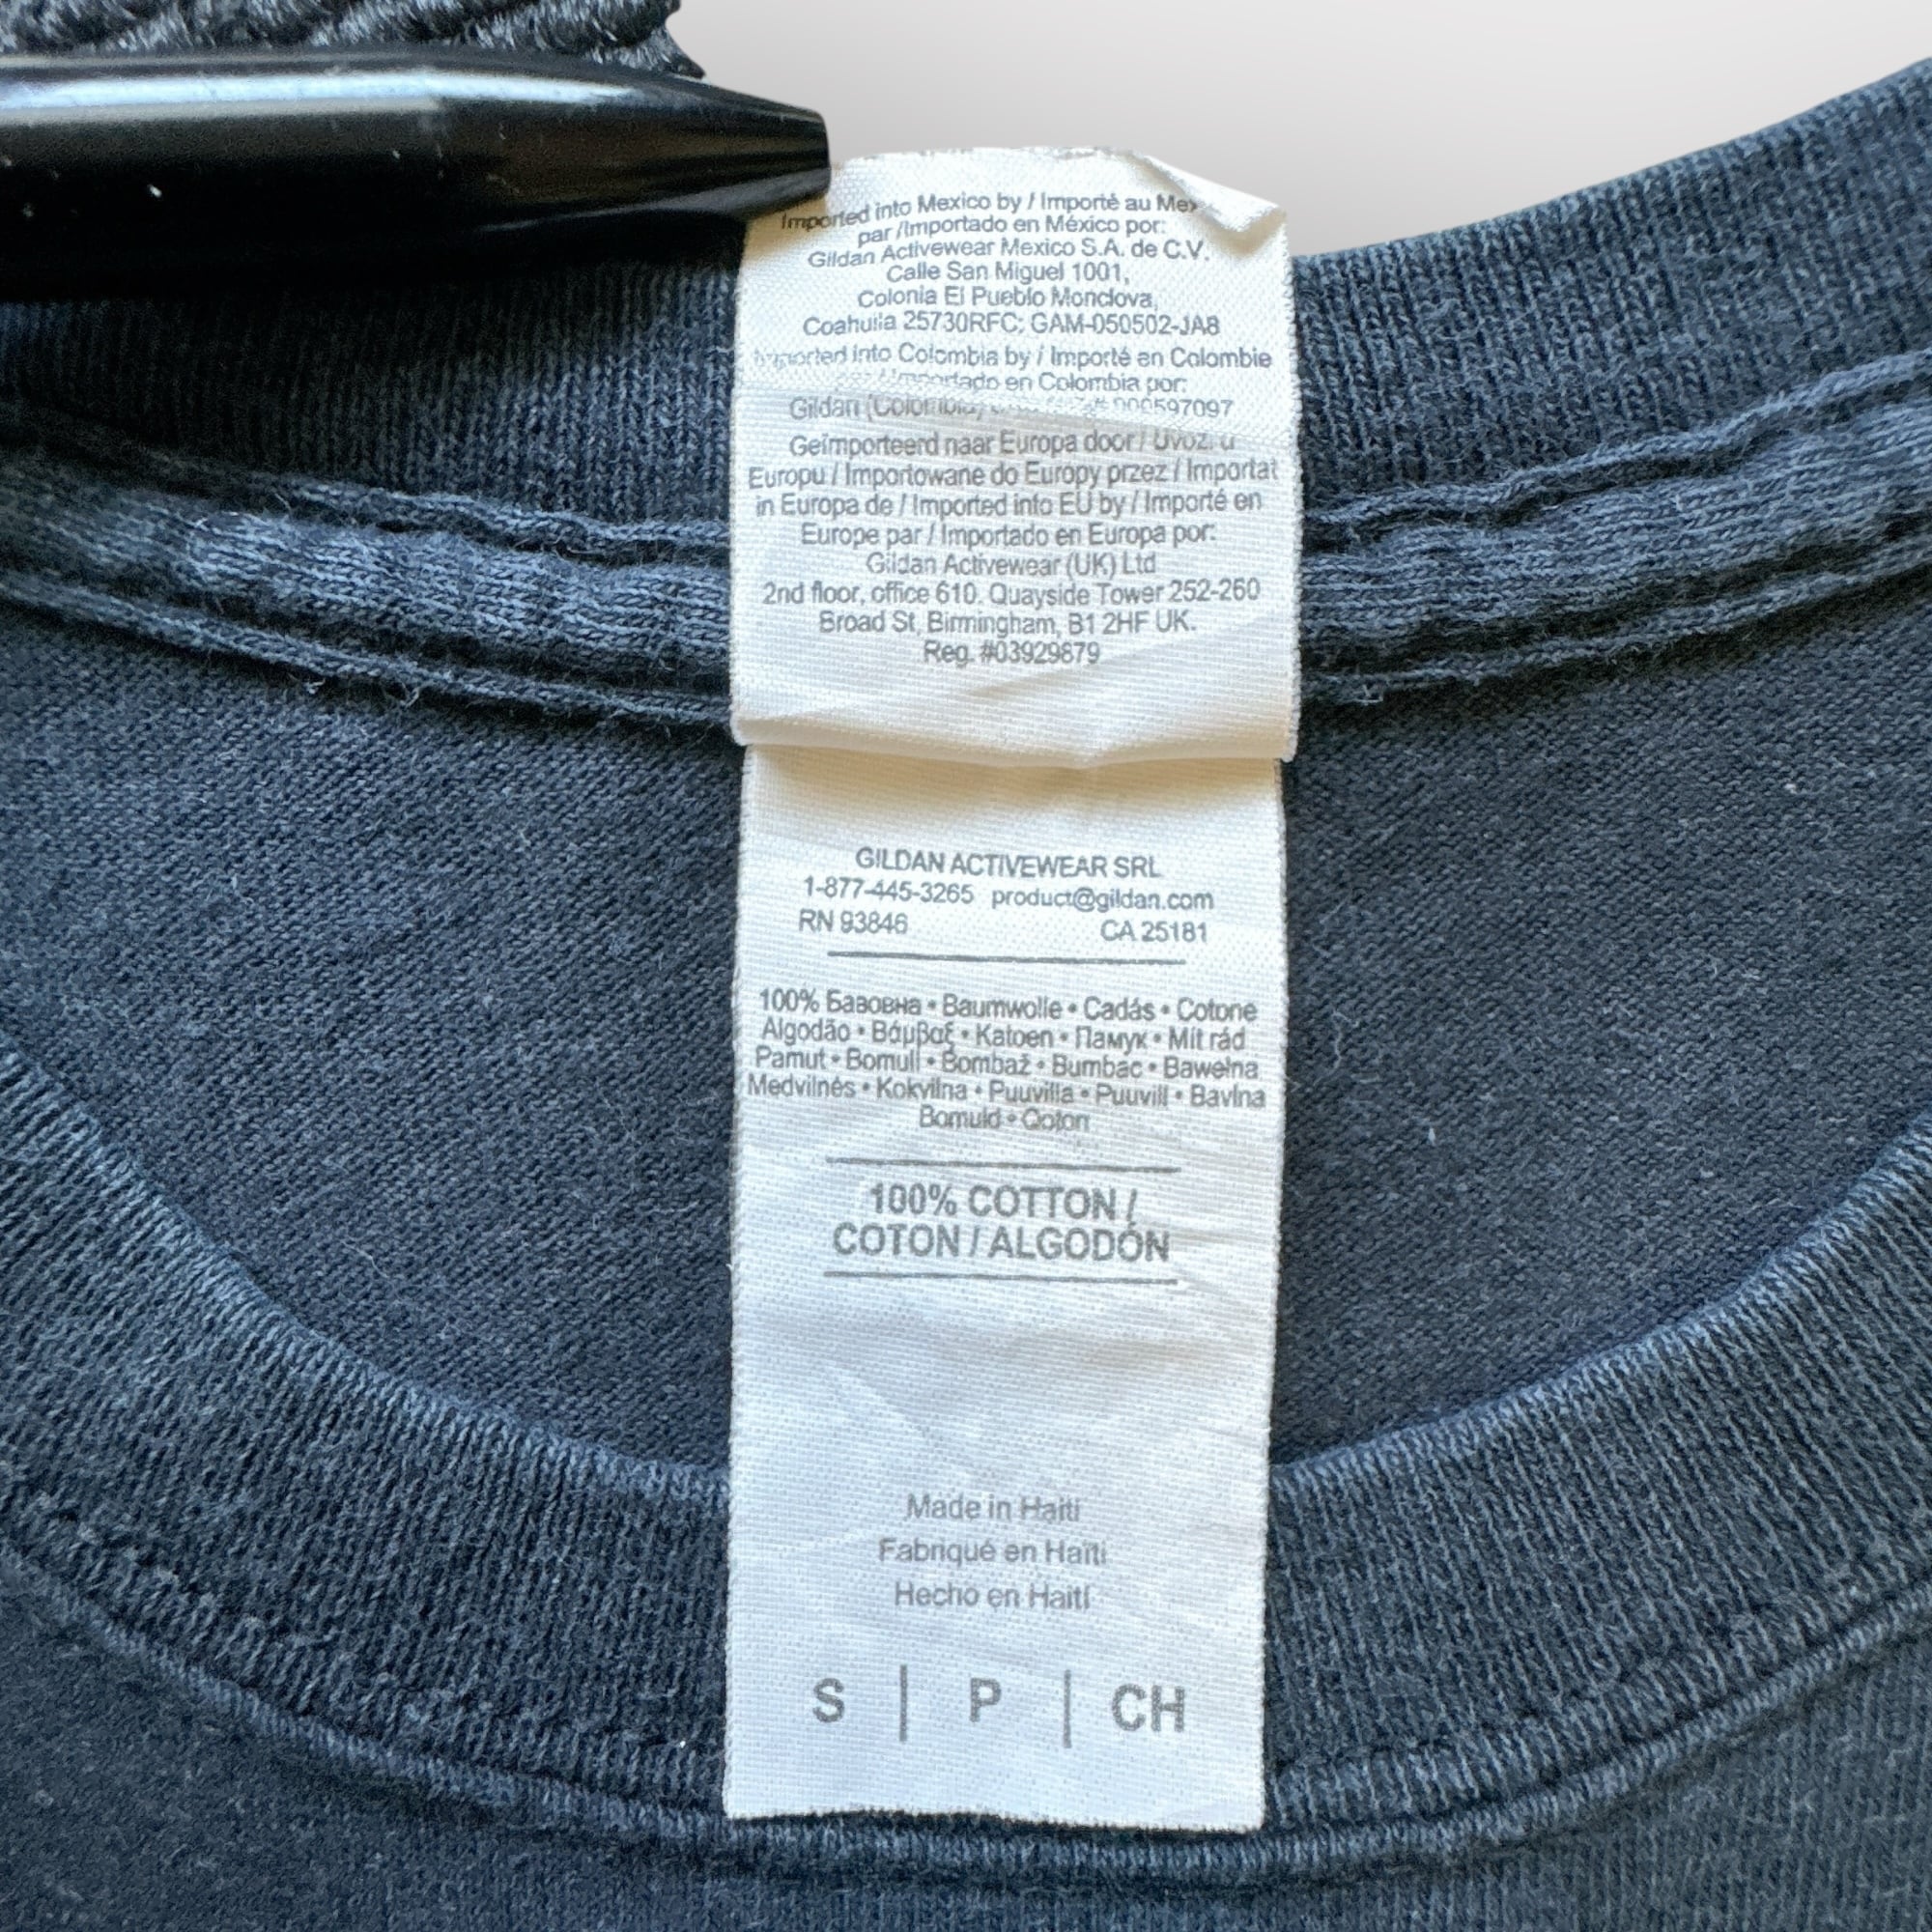 Imported into Mexico by / Importé au Mex
par /Importado en México por:
Gildan Activewear Mexico S.A. de C.V.
Calle San Miguel 1001,
Colonia El Pueblo Monclova,
Coahuila 25730RFC: GAM-050502-JA8
Imported into Colombia by / Importé en Colombie
Importado en Colombia por:
Gildan (Colombia) 000597097
Geïmporteerd naar Europa door / Uvoz. u
Europu / Importowane do Europy przez / Importat
in Europa de / Imported into EU by / Importé en
Europe par / Importado en Europa por:
Gildan Activewear (UK) Ltd
2nd floor, office 610. Quayside Tower 252-260
Broad St, Birmingham, B1 2HF UK.
Reg. #03929679
GILDAN ACTIVEWEAR SRL
1-877-445-3265 product@gildan.com
RN 93846 CA 25181
100% Бавовна • Baumwolle • Cadás • Cotone
Algodão • Βάμβαξ • Katoen • Памук • Mit rád
Pamut • Bomull • Bombaž • Bumbac • Bawełna
Medvilnės • Kokvilna • Puuvilla • Puuvill • Bavlna
Bomuld • Qoton
100% COTTON /
COTON / ALGODÓN
Made in Haiti
Fabriqué en Haïti
Hecho en Haití
S | P | CH